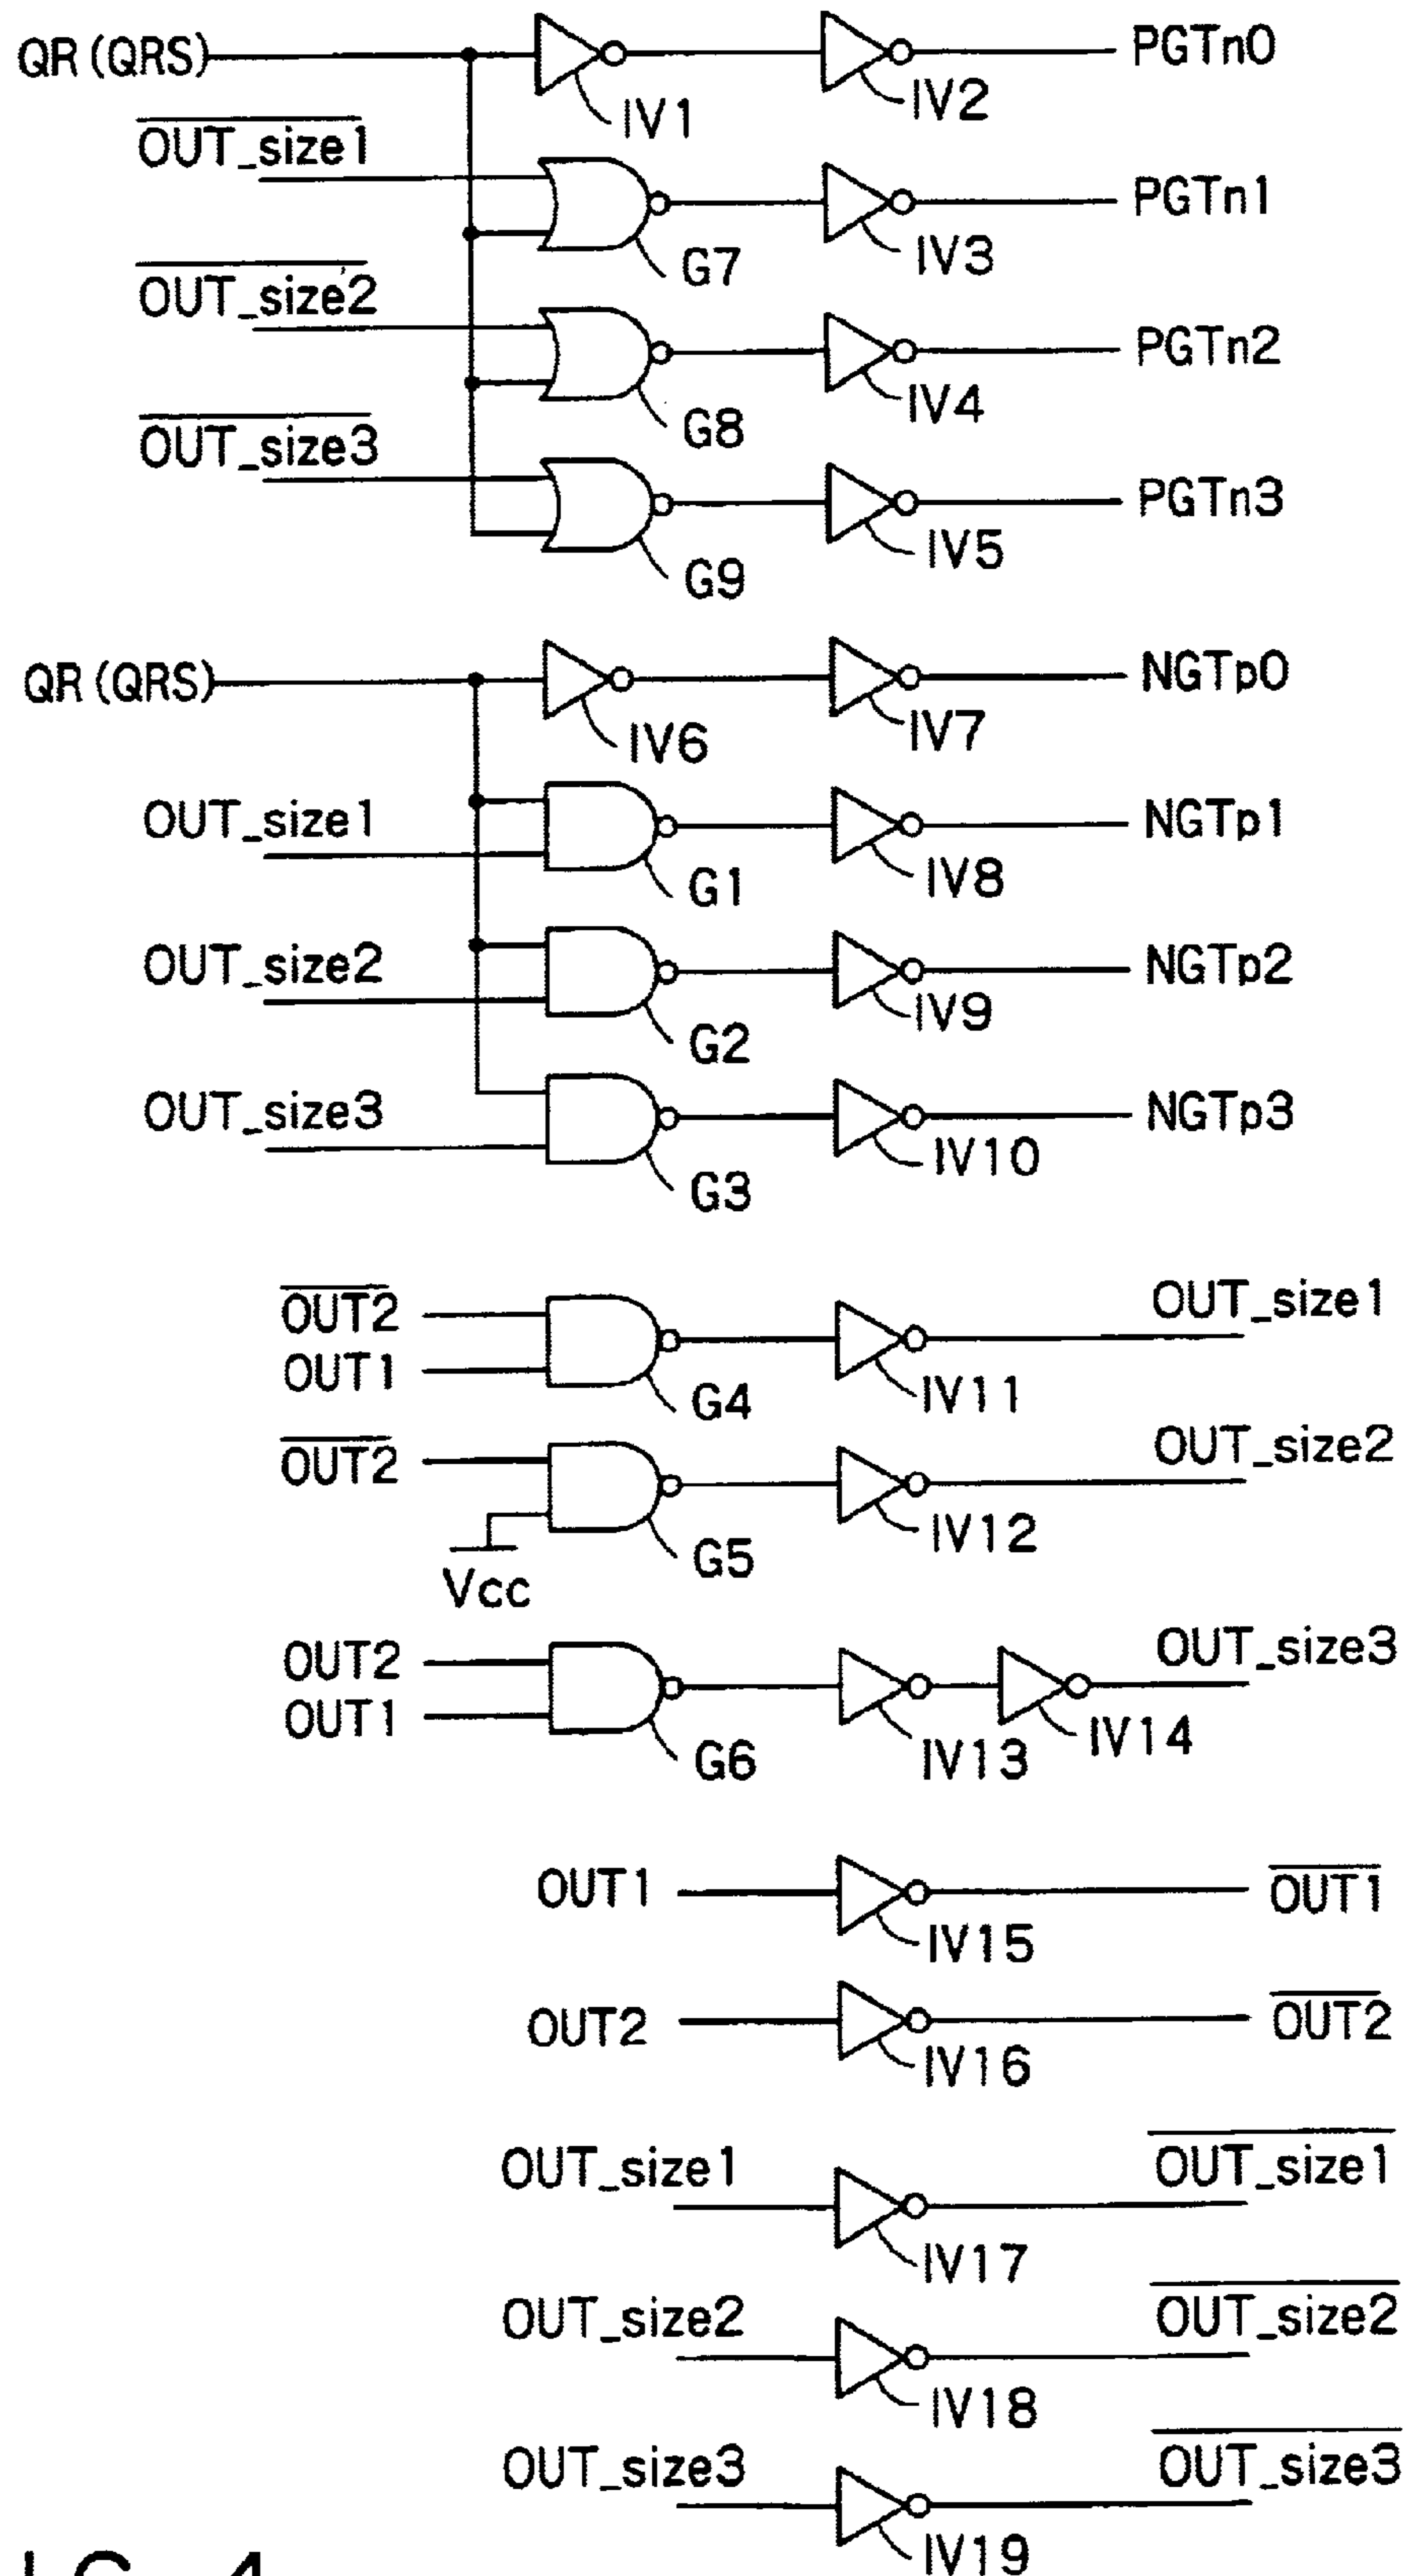 QR(QRS)
IV1
IV2
PGTn0
OUT_size1
G7
IV3
PGTn1
OUT_size2
G8
IV4
PGTn2
OUT_size3
G9
IV5
PGTn3
QR(QRS)
IV6
IV7
NGTp0
OUT_size1
G1
IV8
NGTp1
OUT_size2
G2
IV9
NGTp2
OUT_size3
G3
IV10
NGTp3
OUT2
OUT1
G4
IV11
OUT_size1
OUT2
Vcc
G5
IV12
OUT_size2
OUT2
OUT1
G6
IV13
IV14
OUT_size3
OUT1
IV15
OUT1
OUT2
IV16
OUT2
OUT_size1
IV17
OUT_size1
OUT_size2
IV18
OUT_size2
OUT_size3
IV19
OUT_size3